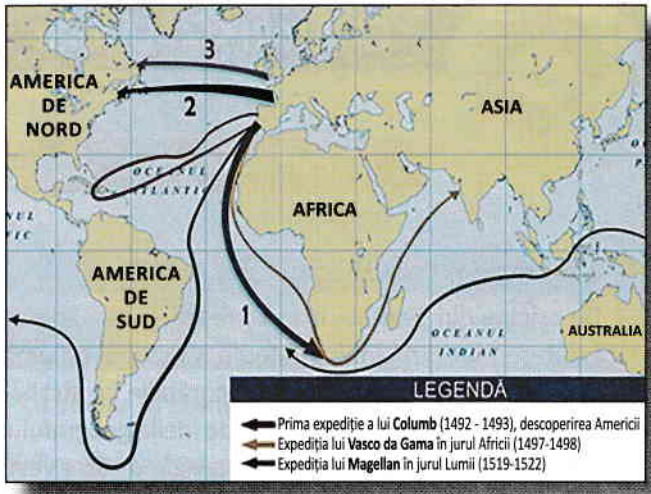 3
AMERICA
DE
NORD
2
ASIA
OCEANUL
ATLANTIC
AFRICA
AMERICA
DE
SUD
1
OCEANUL
INDIAN
AUSTRALIA
LEGENDĂ
Prima expediție a lui Columb (1492 - 1493), descoperirea Americii
Expediția lui Vasco da Gama în jurul Africii (1497-1498)
Expediția lui Magellan în jurul Lumii (1519-1522)